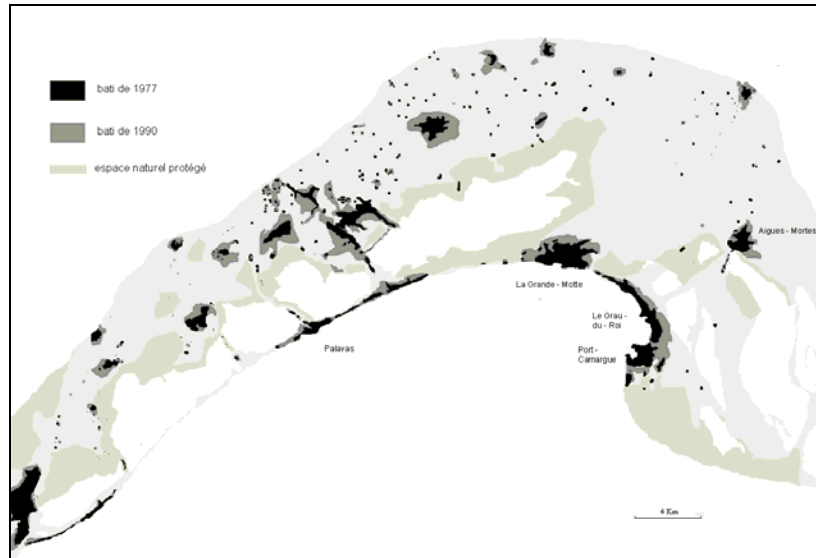 bati de 1977
bati de 1990
espace naturel protégé
Aigues - Mortes
La Grande - Motte
Le Grau -
du - Roi
Port -
Camargue
Palavas
4 Km